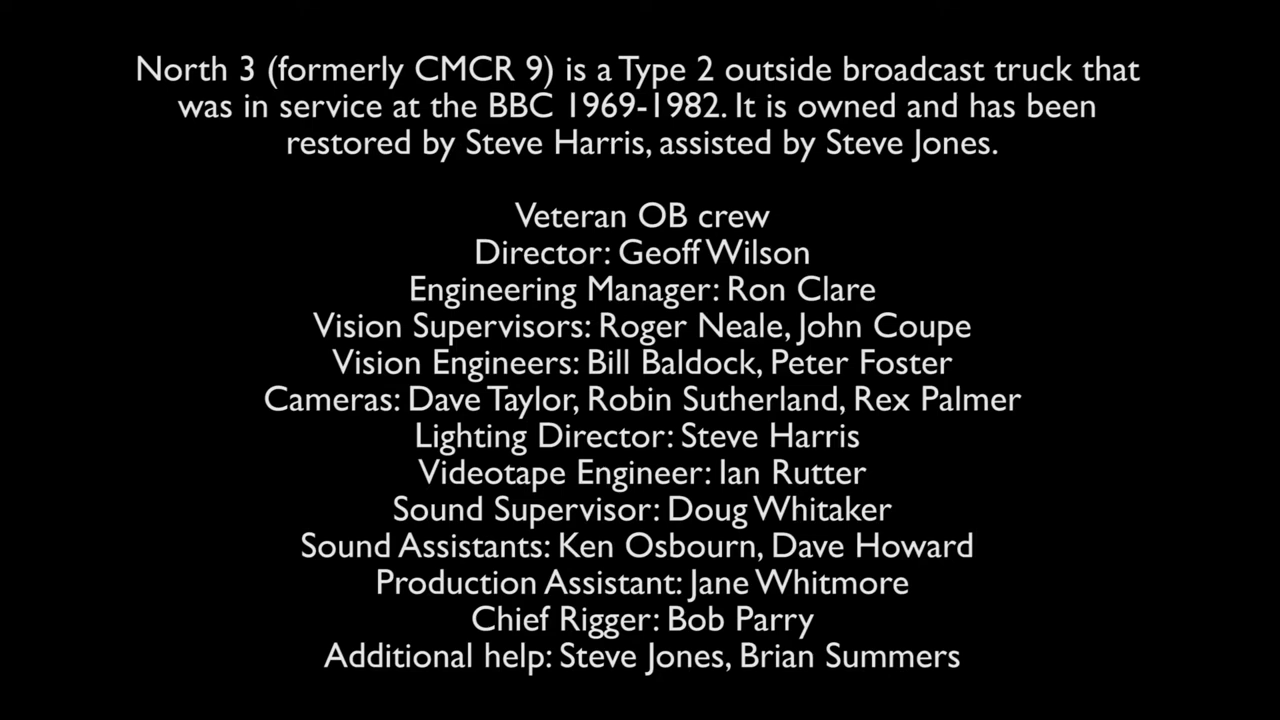 North 3 (formerly CMCR 9) is a Type 2 outside broadcast truck that
was in service at the BBC 1969-1982. It is owned and has been
restored by Steve Harris, assisted by Steve Jones.
Veteran OB crew
Director: Geoff Wilson
Engineering Manager: Ron Clare
Vision Supervisors: Roger Neale, John Coupe
Vision Engineers: Bill Baldock, Peter Foster
Cameras: Dave Taylor, Robin Sutherland, Rex Palmer
Lighting Director: Steve Harris
Videotape Engineer: Ian Rutter
Sound Supervisor: Doug Whitaker
Sound Assistants: Ken Osbourn, Dave Howard
Production Assistant: Jane Whitmore
Chief Rigger: Bob Parry
Additional help: Steve Jones, Brian Summers